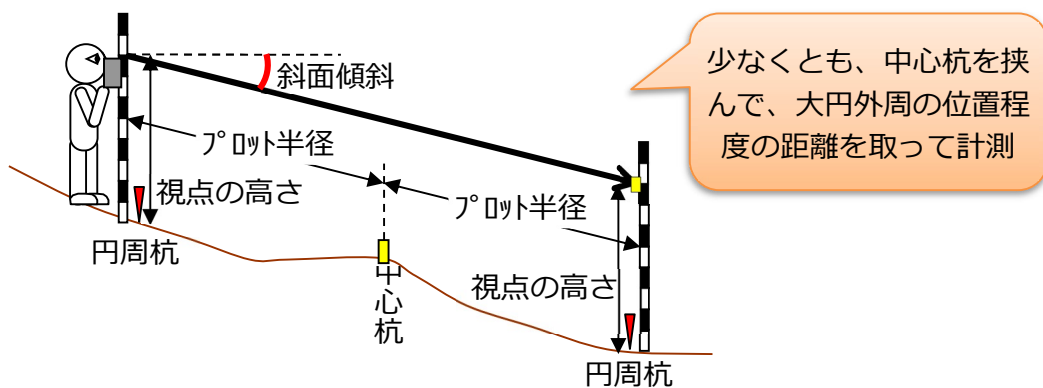 斜面傾斜
少なくとも、中心杭を挟
んで、大円外周の位置程
度の距離を取って計測
ﾌﾟﾛｯﾄ半径
視点の高さ
ﾌﾟﾛｯﾄ半径
円周杭
視点の高さ
中心杭
円周杭